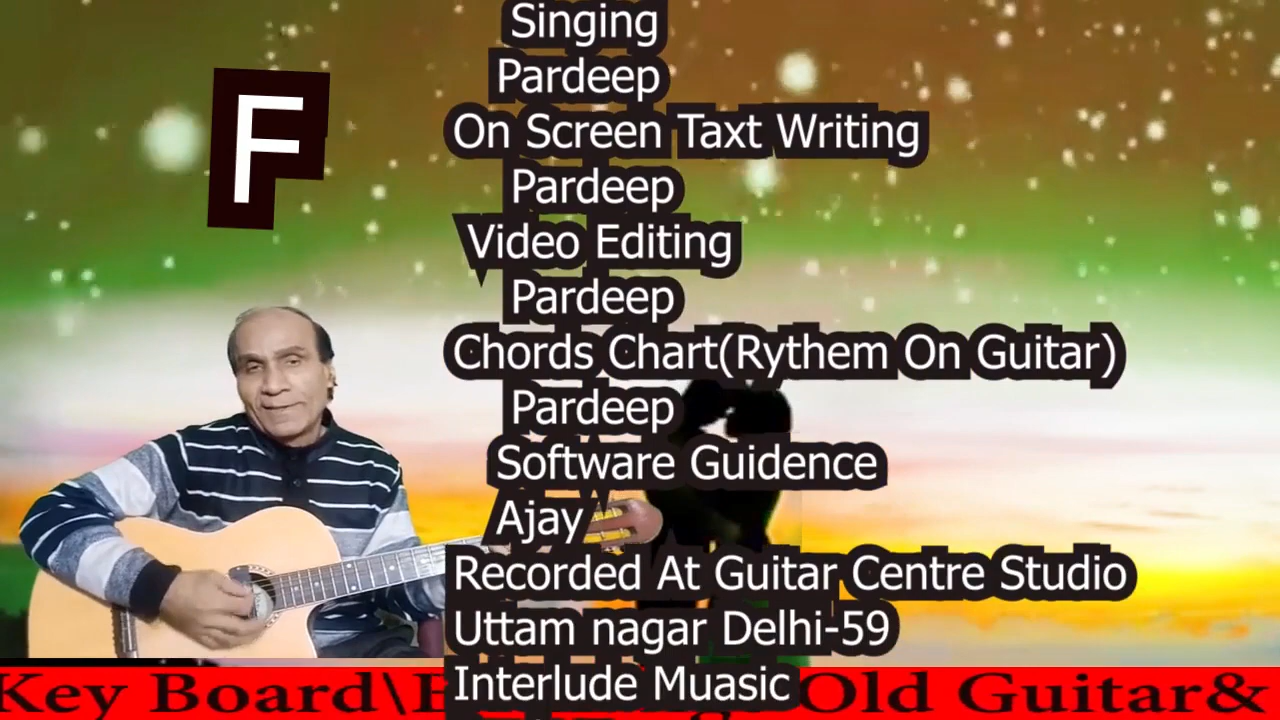 Singing
Pardeep
F
On Screen Taxt Writing
Pardeep
Video Editing
Pardeep
Chords Chart(Rythem On Guitar)
Pardeep
Software Guidence
Ajay
Recorded At Guitar Centre Studio
Uttam nagar Delhi-59
Interlude Muasic
Key Board\ Old Guitar&